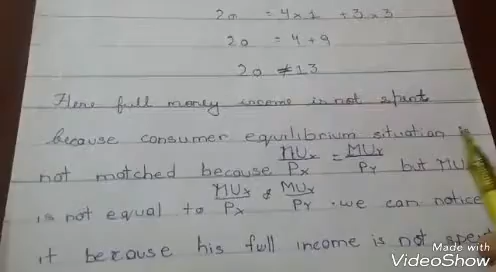 20 = 4×1 + 3×3
20 = 4 + 9
20 ≠ 13
Here full money income is not spent
because consumer equilibrium situation is
not matched because MUx/Px = MUx/Py but MUx
is not equal to MUx/Px & MUy/Py . we can notice
it because his full income is not spent
Made with
VideoShow